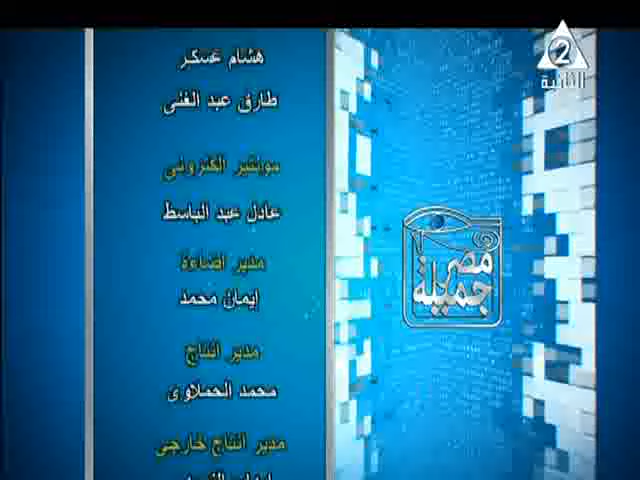 هشام عسكر
طارق عبد الغنى
مونتير الكترونى
عادل عبد الباسط
مدير اضاءة
إيمان محمد
مدير انتاج
محمد الحملاوى
مدير انتاج خارجى
2
الثانية
مصر
جميلة